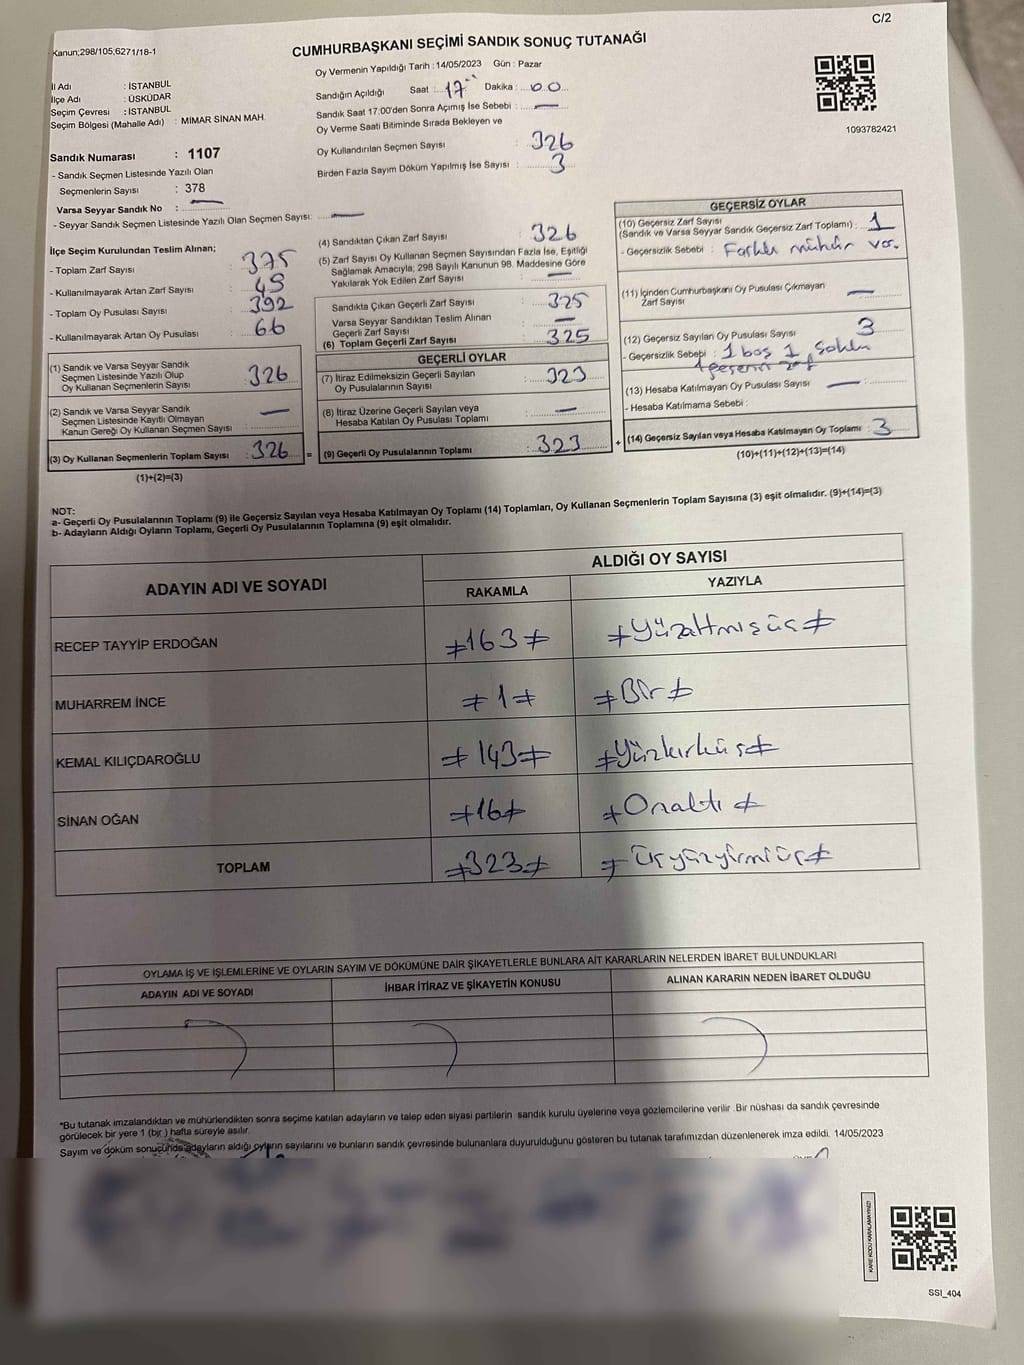 C/2
Kanun;298/105,6271/18-1
CUMHURBAŞKANI SEÇİMİ SANDIK SONUÇ TUTANAĞI
İl Adı : İSTANBUL
İlçe Adı : ÜSKÜDAR
Seçim Çevresi : İSTANBUL
Seçim Bölgesi (Mahalle Adı) : MİMAR SİNAN MAH.
Oy Vermenin Yapıldığı Tarih : 14/05/2023 Gün : Pazar
Sandığın Açıldığı Saat : 17 Dakika : 00
Sandık Saat 17:00'den Sonra Açımış İse Sebebi : —
Oy Verme Saati Bitiminde Sırada Bekleyen ve
Oy Kullandırılan Seçmen Sayısı : 326
Birden Fazla Sayım Döküm Yapılmış İse Sayısı : 3
1093782421
Sandık Numarası : 1107
- Sandık Seçmen Listesinde Yazılı Olan
Seçmenlerin Sayısı : 378
Varsa Seyyar Sandık No : —
- Seyyar Sandık Seçmen Listesinde Yazılı Olan Seçmen Sayısı: —
İlçe Seçim Kurulundan Teslim Alınan;
- Toplam Zarf Sayısı : 375
- Kullanılmayarak Artan Zarf Sayısı : 49
- Toplam Oy Pusulası Sayısı : 392
- Kullanılmayarak Artan Oy Pusulası : 66
(1) Sandık ve Varsa Seyyar Sandık
Seçmen Listesinde Yazılı Olup
Oy Kullanan Seçmenlerin Sayısı : 326
(2) Sandık ve Varsa Seyyar Sandık
Seçmen Listesinde Kayıtlı Olmayan
Kanun Gereği Oy Kullanan Seçmen Sayısı : —
(3) Oy Kullanan Seçmenlerin Toplam Sayısı : 326 =
(1)+(2)=(3)
(4) Sandıktan Çıkan Zarf Sayısı : 326
(5) Zarf Sayısı Oy Kullanan Seçmen Sayısından Fazla İse, Eşitliği
Sağlamak Amacıyla; 298 Sayılı Kanunun 98. Maddesine Göre
Yakılarak Yok Edilen Zarf Sayısı : —
Sandıkta Çıkan Geçerli Zarf Sayısı : 325
Varsa Seyyar Sandıktan Teslim Alınan
Geçerli Zarf Sayısı : —
(6) Toplam Geçerli Zarf Sayısı : 325
GEÇERLİ OYLAR
(7) İtiraz Edilmeksizin Geçerli Sayılan
Oy Pusulalarının Sayısı : 323
(8) İtiraz Üzerine Geçerli Sayılan veya
Hesaba Katılan Oy Pusulası Toplamı : —
(9) Geçerli Oy Pusulalarının Toplamı : 323 +
GEÇERSİZ OYLAR
(10) Geçersiz Zarf Sayısı
(Sandık ve Varsa Seyyar Sandık Geçersiz Zarf Toplamı) : 1
- Geçersizlik Sebebi : Farklı mühür var.
(11) İçinden Cumhurbaşkanı Oy Pusulası Çıkmayan
Zarf Sayısı : —
(12) Geçersiz Sayılan Oy Pusulası Sayısı : 3
- Geçersizlik Sebebi : 1 boş 1
1 zarf
(13) Hesaba Katılmayan Oy Pusulası Sayısı : —
- Hesaba Katılmama Sebebi :
(14) Geçersiz Sayılan veya Hesaba Katılmayan Oy Toplamı : 3
(10)+(11)+(12)+(13)=(14)
NOT:
a- Geçerli Oy Pusulalarının Toplamı (9) ile Geçersiz Sayılan veya Hesaba Katılmayan Oy Toplamı (14) Toplamları, Oy Kullanan Seçmenlerin Toplam Sayısına (3) eşit olmalıdır. (9)+(14)=(3)
b- Adayların Aldığı Oyların Toplamı, Geçerli Oy Pusulalarının Toplamına (9) eşit olmalıdır.
ADAYIN ADI VE SOYADI
ALDIĞI OY SAYISI
RAKAMLA YAZIYLA
RECEP TAYYİP ERDOĞAN ≠163≠ ≠Yüzaltmışüç≠
MUHARREM İNCE ≠1≠ ≠Bir≠
KEMAL KILIÇDAROĞLU ≠143≠ ≠Yüzkırküç≠
SİNAN OĞAN ≠16≠ ≠Onaltı≠
TOPLAM ≠323≠ ≠Üçyüzyirmiüç≠
OYLAMA İŞ VE İŞLEMLERİNE VE OYLARIN SAYIM VE DÖKÜMÜNE DAİR ŞİKAYETLERLE BUNLARA AİT KARARLARIN NELERDEN İBARET BULUNDUKLARI
ADAYIN ADI VE SOYADI İHBAR İTİRAZ VE ŞİKAYETİN KONUSU ALINAN KARARIN NEDEN İBARET OLDUĞU
*Bu tutanak imzalandıktan ve mühürlendikten sonra seçime katılan adayların ve talep eden siyasi partilerin sandık kurulu üyelerine veya gözlemcilerine verilir .Bir nüshası da sandık çevresinde
görülecek bir yere 1 (bir ) hafta süreyle asılır.
Sayım ve döküm sonucunda adayların aldığı oyların sayılarını ve bunların sandık çevresinde bulunanlara duyurulduğunu gösteren bu tutanak tarafımızdan düzenlenerek imza edildi. 14/05/2023
KARE KODU KARALAMAYINIZ!
SSI_404